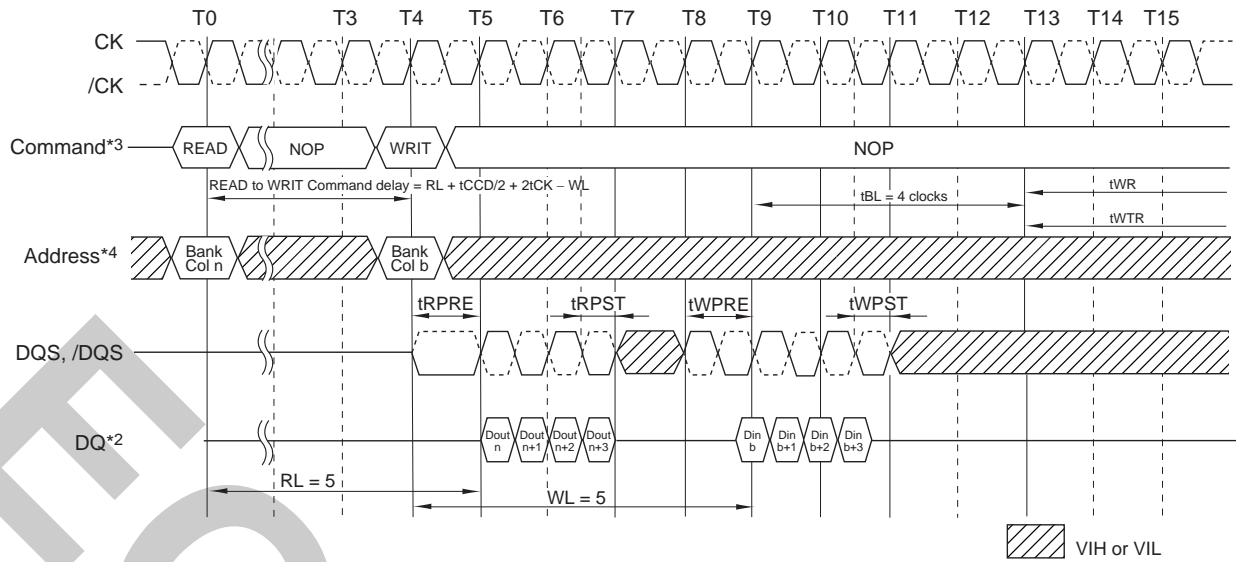 T0 T3 T4 T5 T6 T7 T8 T9 T10 T11 T12 T13 T14 T15
CK
/CK
Command*3 READ NOP WRIT NOP
READ to WRIT Command delay = RL + tCCD/2 + 2tCK − WL
tBL = 4 clocks
tWR
tWTR
Address*4 Bank Col n Bank Col b
tRPRE tRPST tWPRE tWPST
DQS, /DQS
DQ*2 Dout n Dout n+1 Dout n+2 Dout n+3 Din b Din b+1 Din b+2 Din b+3
RL = 5
WL = 5
VIH or VIL